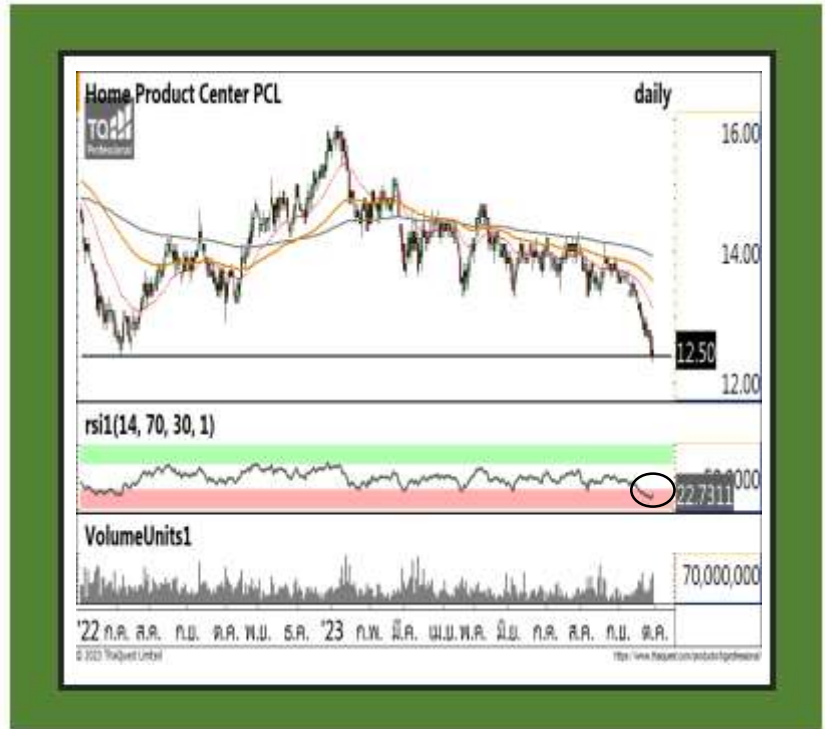 Home Product Center PCL daily
TQ
Professional
16.00
14.00
12.50
12.00
rsi1(14, 70, 30, 1)
22.7311
VolumeUnits1
70,000,000
'22 ก.ค. ส.ค. ก.ย. ต.ค. พ.ย. ธ.ค. '23 ก.พ. มี.ค. เม.ย. พ.ค. มิ.ย. ก.ค. ส.ค. ก.ย. ต.ค.
© 2023 ThaiQuest Limited